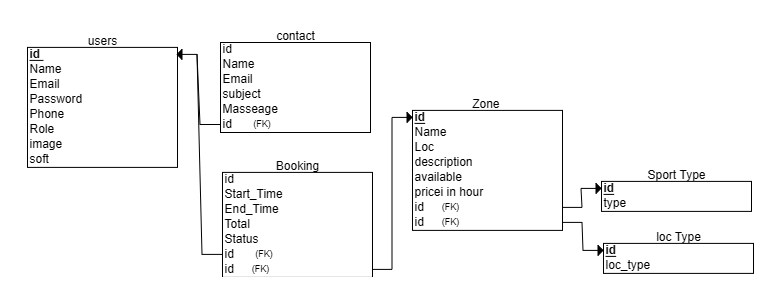 users
id
Name
Email
Password
Phone
Role
image
soft
contact
id
Name
Email
subject
Masseage
id (FK)
Booking
id
Start_Time
End_Time
Total
Status
id (FK)
id (FK)
Zone
id
Name
Loc
description
available
pricei in hour
id (FK)
id (FK)
Sport Type
id
type
loc Type
id
loc_type